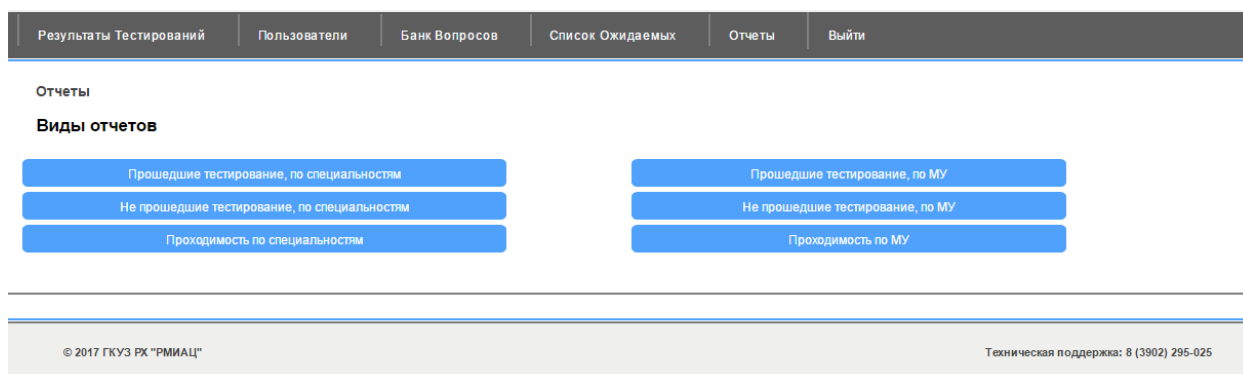 Результаты Тестирований Пользователи Банк Вопросов Список Ожидаемых Отчеты Выйти
Отчеты
Виды отчетов
Прошедшие тестирование, по специальностям Прошедшие тестирование, по МУ
Не прошедшие тестирование, по специальностям Не прошедшие тестирование, по МУ
Проходимость по специальностям Проходимость по МУ
© 2017 ГКУЗ РХ "РМИАЦ" Техническая поддержка: 8 (3902) 295-025